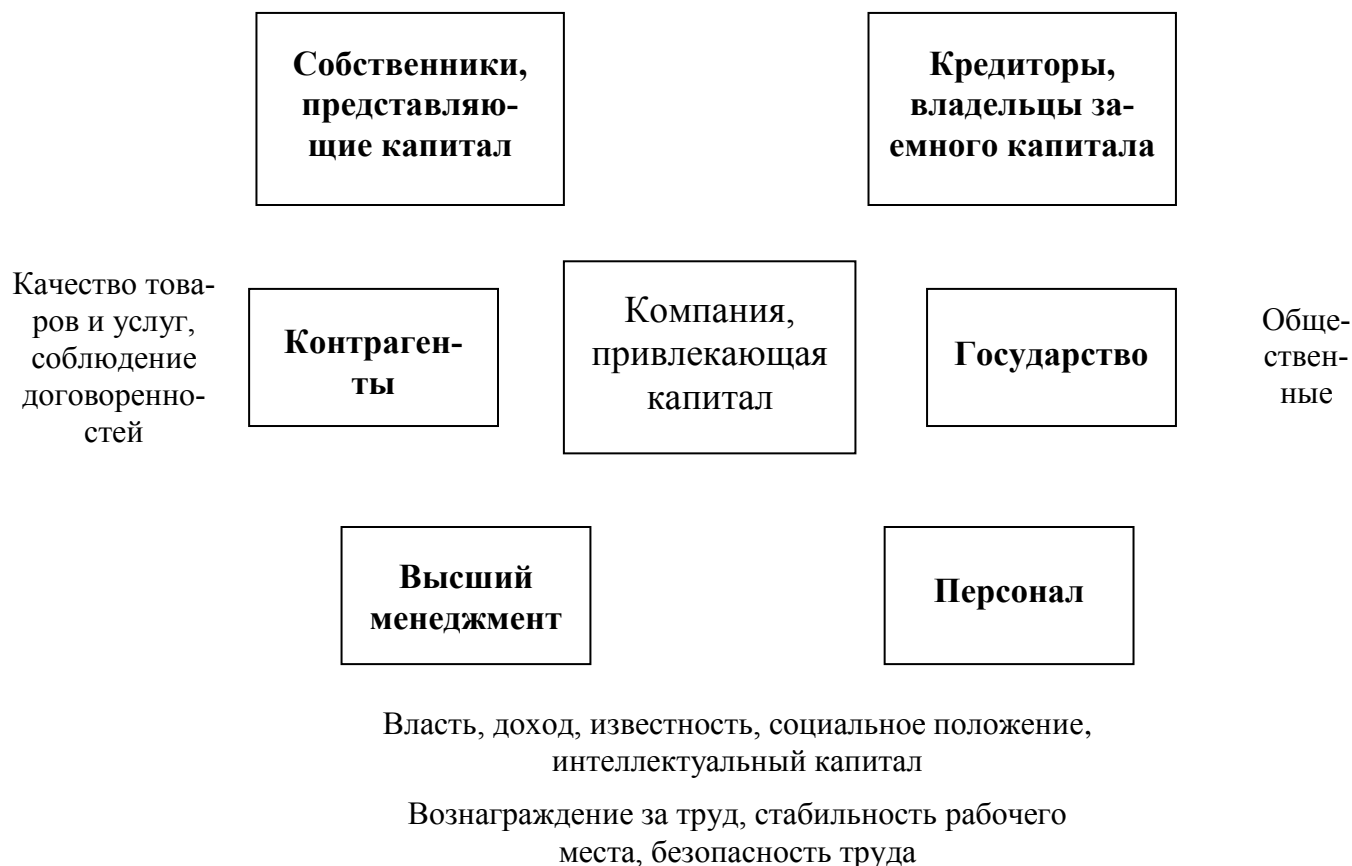 Собственники,
представляю-
щие капитал
Кредиторы,
владельцы за-
емного капитала
Качество това-
ров и услуг,
соблюдение
договоренно-
стей
Контраген-
ты
Компания,
привлекающая
капитал
Государство
Обще-
ствен-
ные
Высший
менеджмент
Персонал
Власть, доход, известность, социальное положение,
интеллектуальный капитал
Вознаграждение за труд, стабильность рабочего
места, безопасность труда